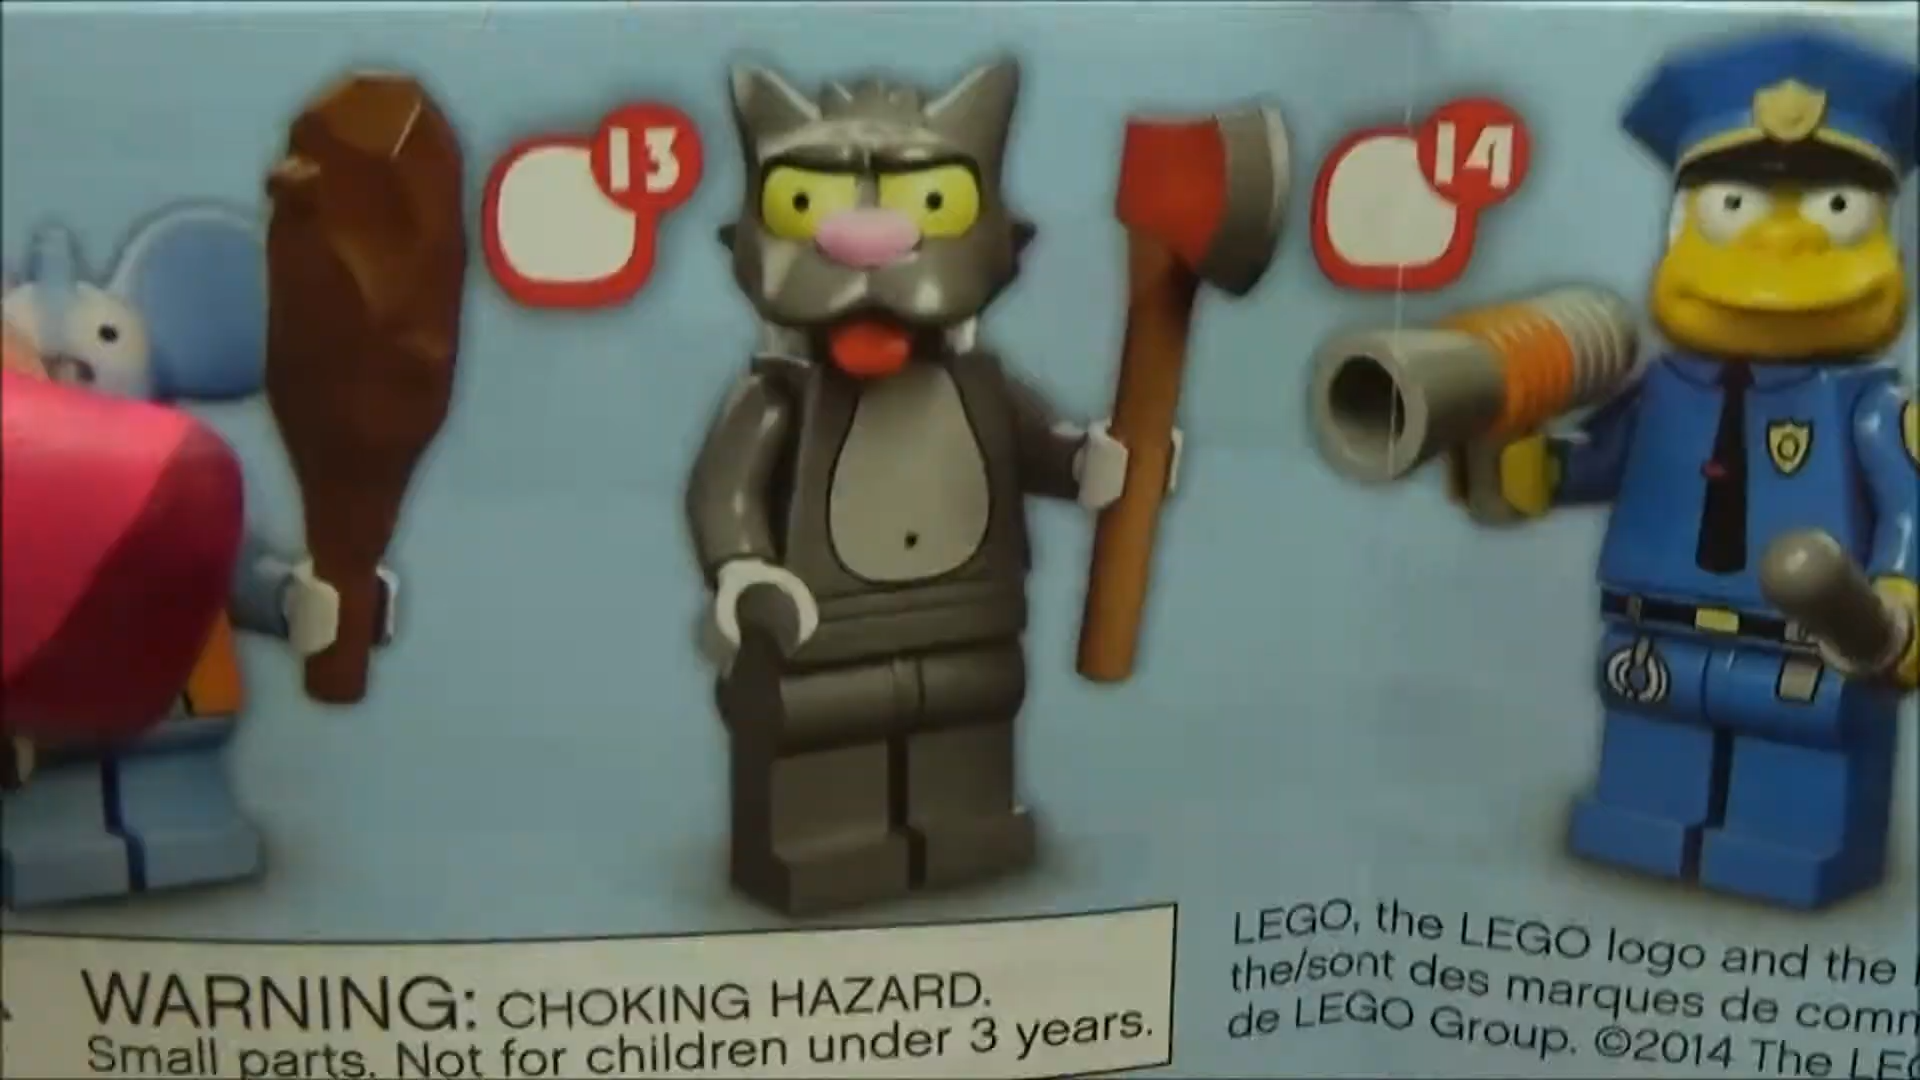 13
14
WARNING: CHOKING HAZARD.
Small parts. Not for children under 3 years.
LEGO, the LEGO logo and the
the/sont des marques de comm
de LEGO Group. ©2014 The LEG